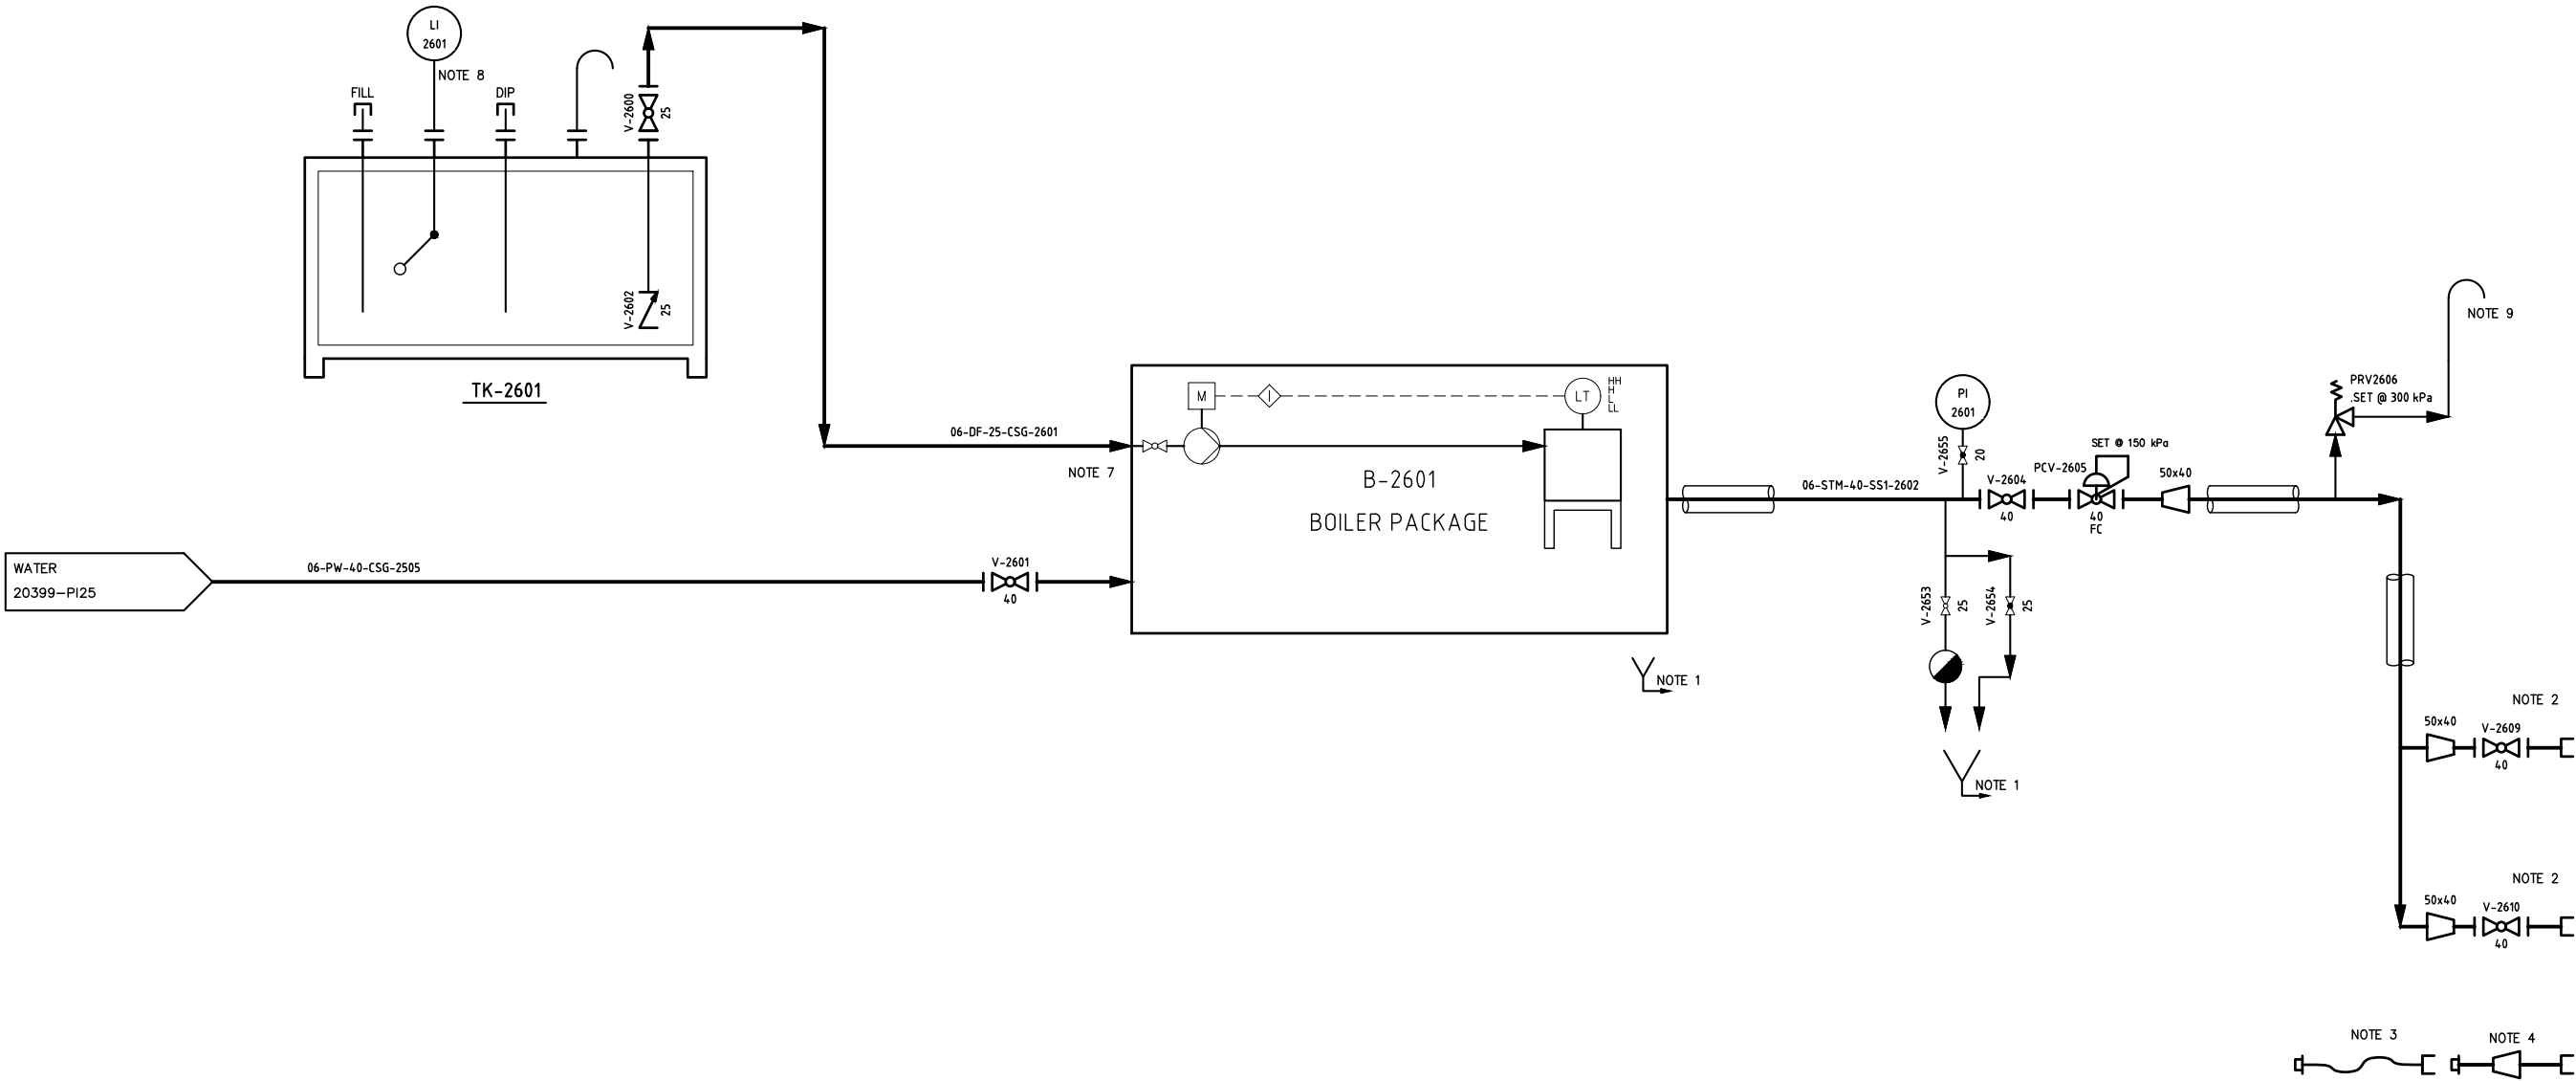 LI
2601
NOTE 8
FILL
DIP
V-2600
25
V-2602
25
TK-2601
06-DF-25-CSG-2601
NOTE 7
WATER
20399-PI25
06-PW-40-CSG-2505
V-2601
40
M
I
LT
HH
H
L
LL
B-2601
BOILER PACKAGE
NOTE 1
06-STM-40-SS1-2602
PI
2601
V-2655
20
V-2604
40
PCV-2605
SET @ 150 kPa
40
FC
50x40
V-2653
25
V-2654
25
NOTE 1
PRV2606
.SET @ 300 kPa
NOTE 9
NOTE 2
50x40
V-2609
40
NOTE 2
50x40
V-2610
40
NOTE 3
NOTE 4